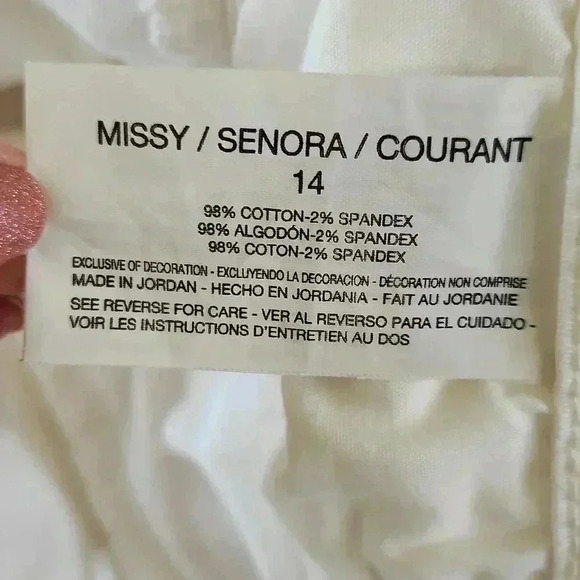 MISSY / SENORA / COURANT
14
98% COTTON-2% SPANDEX
98% ALGODÓN-2% SPANDEX
98% COTON-2% SPANDEX
EXCLUSIVE OF DECORATION - EXCLUYENDO LA DECORACION - DÉCORATION NON COMPRISE
MADE IN JORDAN - HECHO EN JORDANIA - FAIT AU JORDANIE
SEE REVERSE FOR CARE - VER AL REVERSO PARA EL CUIDADO -
VOIR LES INSTRUCTIONS D'ENTRETIEN AU DOS